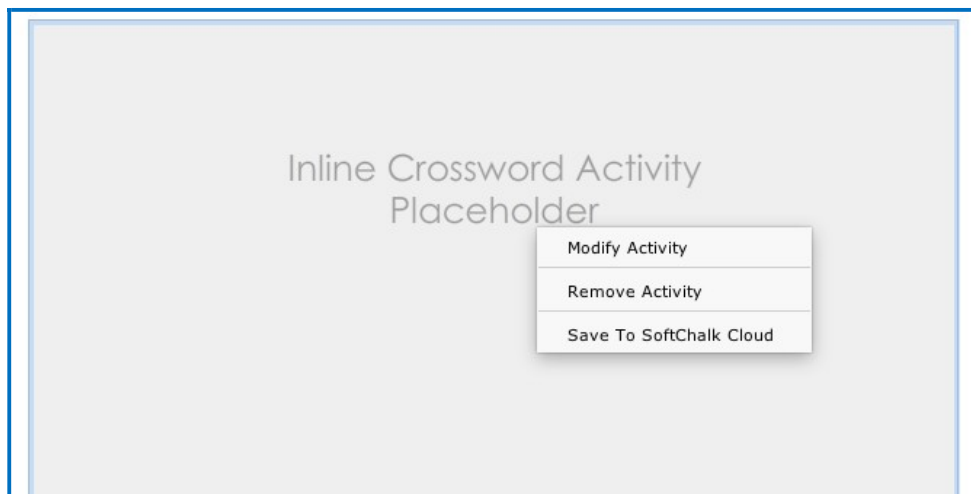 Inline Crossword Activity
Placeholder
Modify Activity
Remove Activity
Save To SoftChalk Cloud